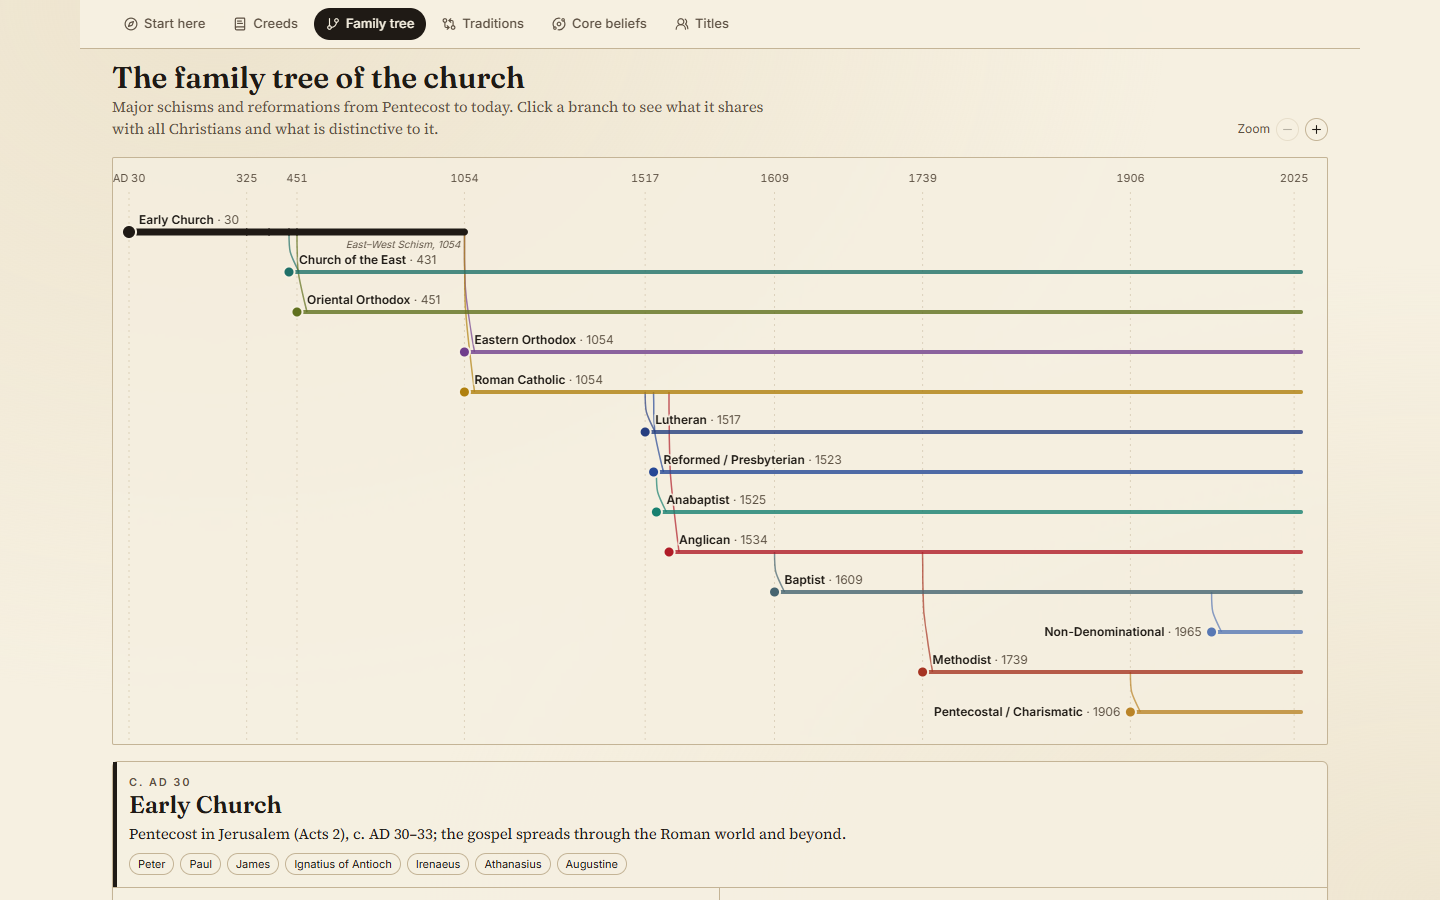 Start here
Creeds
Family tree
Traditions
Core beliefs
Titles
The family tree of the church
Major schisms and reformations from Pentecost to today. Click a branch to see what it shares
with all Christians and what is distinctive to it.
Zoom
AD 30 325 451 1054 1517 1609 1739 1906 2025
Early Church · 30
East–West Schism, 1054
Church of the East · 431
Oriental Orthodox · 451
Eastern Orthodox · 1054
Roman Catholic · 1054
Lutheran · 1517
Reformed / Presbyterian · 1523
Anabaptist · 1525
Anglican · 1534
Baptist · 1609
Non-Denominational · 1965
Methodist · 1739
Pentecostal / Charismatic · 1906
C. AD 30
Early Church
Pentecost in Jerusalem (Acts 2), c. AD 30–33; the gospel spreads through the Roman world and beyond.
Peter
Paul
James
Ignatius of Antioch
Irenaeus
Athanasius
Augustine